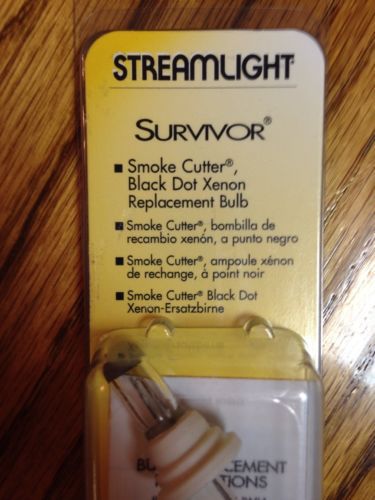 STREAMLIGHT®
SURVIVOR®
■ Smoke Cutter®,
Black Dot Xenon
Replacement Bulb
■ Smoke Cutter®, bombilla de
recambio xenón, a punto negro
■ Smoke Cutter®, ampoule xénon
de rechange, à point noir
■ Smoke Cutter® Black Dot
Xenon-Ersatzbirne